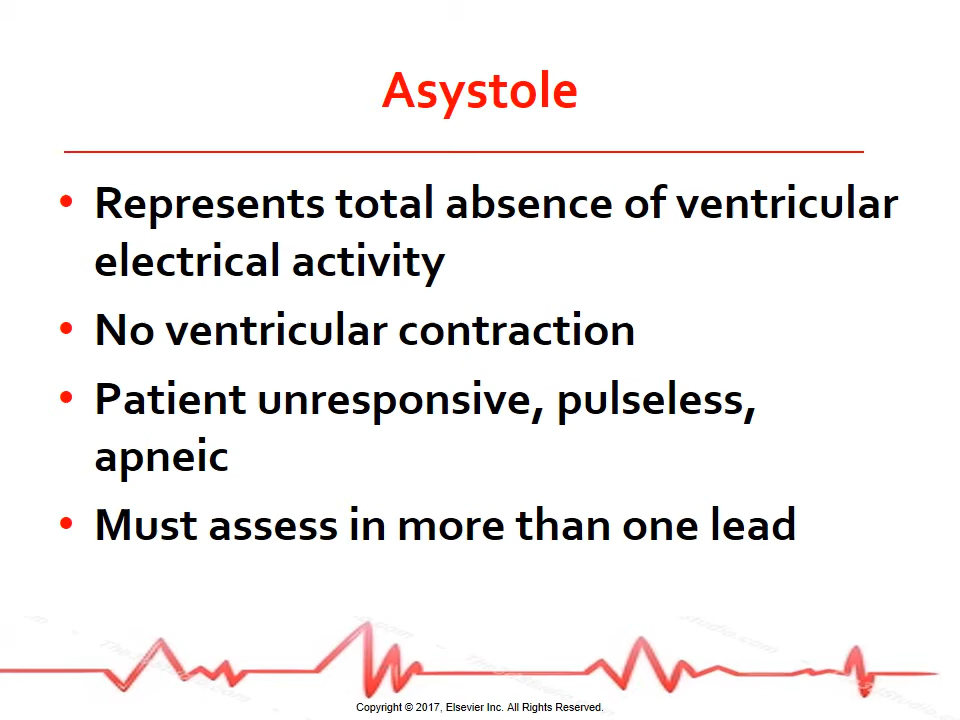 Asystole
• Represents total absence of ventricular
electrical activity
• No ventricular contraction
• Patient unresponsive, pulseless,
apneic
• Must assess in more than one lead
Copyright © 2017, Elsevier Inc. All Rights Reserved.